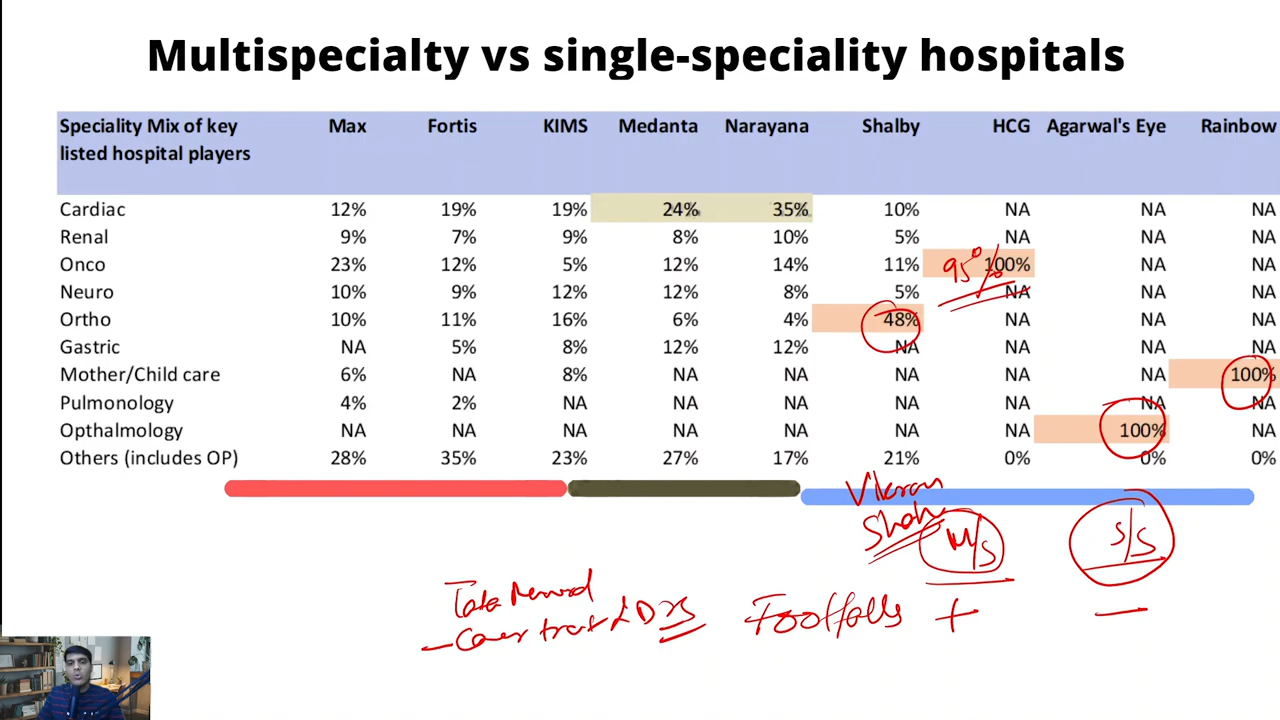 Multispecialty vs single-speciality hospitals
Speciality Mix of key listed hospital players Max Fortis KIMS Medanta Narayana Shalby HCG Agarwal's Eye Rainbow
Cardiac 12% 19% 19% 24% 35% 10% NA NA NA
Renal 9% 7% 9% 8% 10% 5% NA NA NA
Onco 23% 12% 5% 12% 14% 11% 95% 100% NA NA
Neuro 10% 9% 12% 12% 8% 5% NA NA NA
Ortho 10% 11% 16% 6% 4% 48% NA NA NA
Gastric NA 5% 8% 12% 12% NA NA NA NA
Mother/Child care 6% NA 8% NA NA NA NA NA 100%
Pulmonology 4% 2% NA NA NA NA NA NA NA
Opthalmology NA NA NA NA NA NA NA 100% NA
Others (includes OP) 28% 35% 23% 27% 17% 21% 0% 0% 0%
Shah
M/S S/S
Footfalls + —